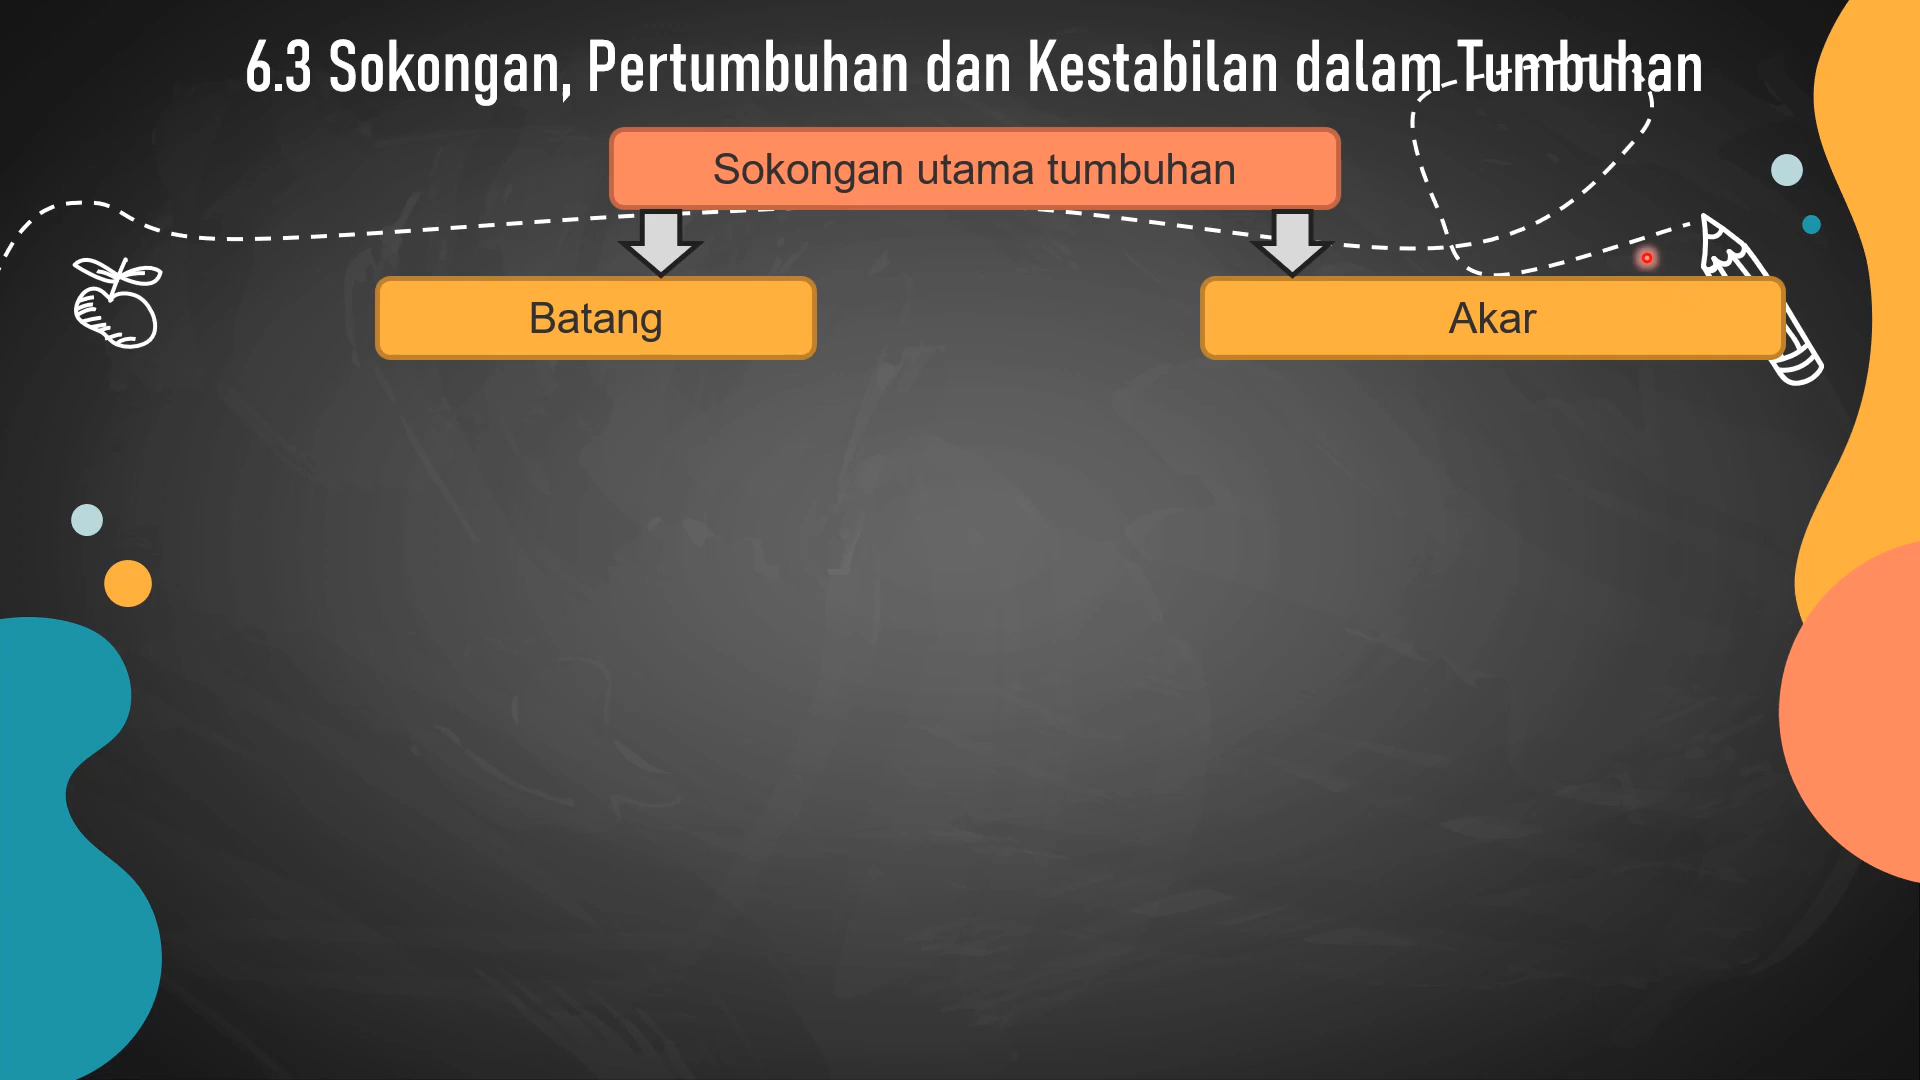 6.3 Sokongan, Pertumbuhan dan Kestabilan dalam Tumbuhan
Sokongan utama tumbuhan
Batang
Akar